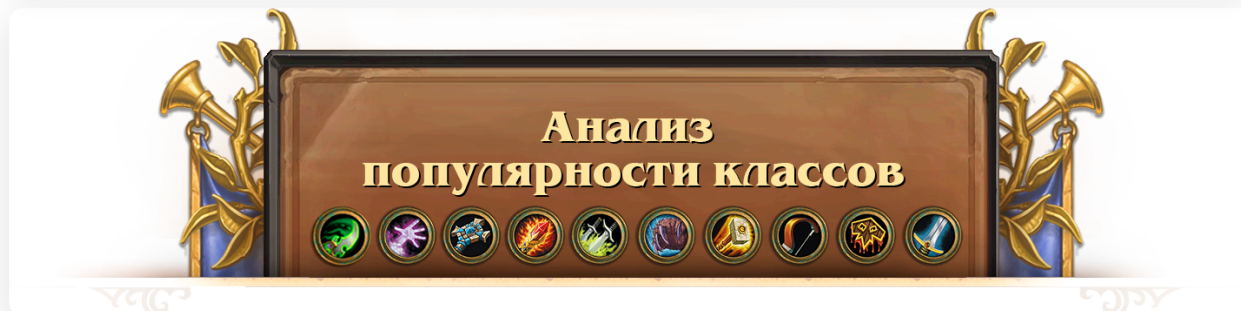 Анализ
популярности классов